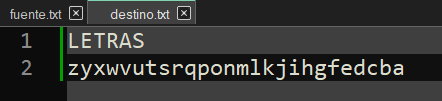 fuente.txt destino.txt
1 LETRAS
2 zyxwvutsrqponmlkjihgfedcba